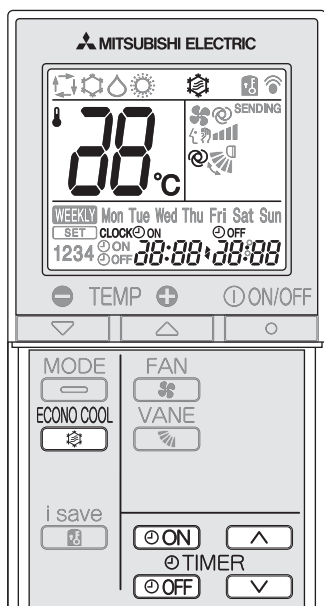 MITSUBISHI ELECTRIC
SENDING
88°C
WEEKLY Mon Tue Wed Thu Fri Sat Sun
SET CLOCK ON OFF
1234 ON OFF 88:88 88:88
TEMP ON/OFF
MODE FAN
ECONO COOL VANE
i save
ON
TIMER
OFF